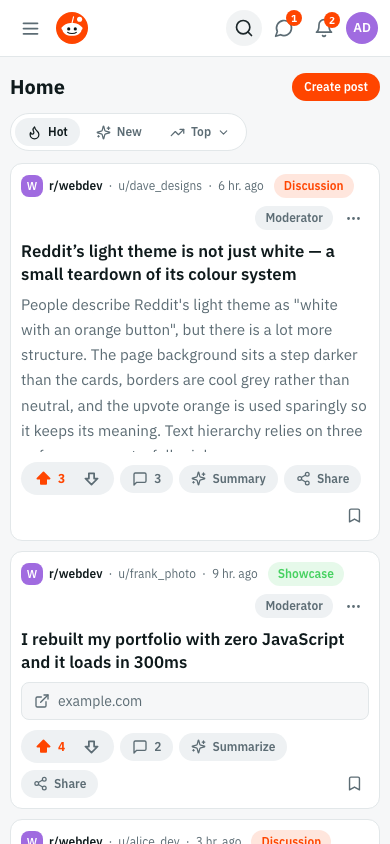 1
2
AD
Home
Create post
Hot
New
Top
W r/webdev · u/dave_designs · 6 hr. ago Discussion
Moderator
Reddit’s light theme is not just white — a
small teardown of its colour system
People describe Reddit's light theme as "white
with an orange button", but there is a lot more
structure. The page background sits a step darker
than the cards, borders are cool grey rather than
neutral, and the upvote orange is used sparingly so
it keeps its meaning. Text hierarchy relies on three
3
3
Summary
Share
W r/webdev · u/frank_photo · 9 hr. ago Showcase
Moderator
I rebuilt my portfolio with zero JavaScript
and it loads in 300ms
example.com
4
2
Summarize
Share
W r/webdev · u/alice_dev · 3 hr. ago Discussion